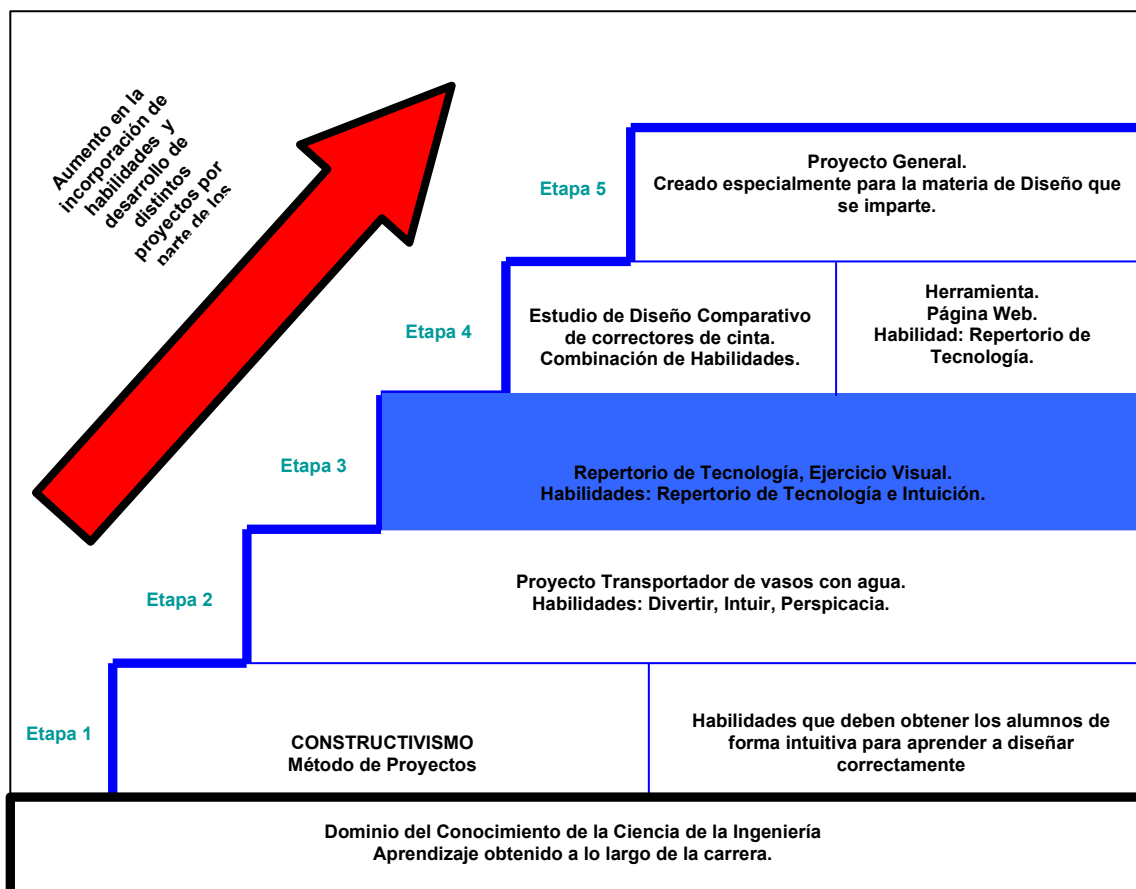 Aumento en la
incorporación de
habilidades y
desarrollo de
distintos
proyectos por
parte de los
Etapa 5
Proyecto General.
Creado especialmente para la materia de Diseño que
se imparte.
Etapa 4
Estudio de Diseño Comparativo
de correctores de cinta.
Combinación de Habilidades.
Herramienta.
Página Web.
Habilidad: Repertorio de
Tecnología.
Etapa 3
Repertorio de Tecnología, Ejercicio Visual.
Habilidades: Repertorio de Tecnología e Intuición.
Etapa 2
Proyecto Transportador de vasos con agua.
Habilidades: Divertir, Intuir, Perspicacia.
Etapa 1
CONSTRUCTIVISMO
Método de Proyectos
Habilidades que deben obtener los alumnos de
forma intuitiva para aprender a diseñar
correctamente
Dominio del Conocimiento de la Ciencia de la Ingeniería
Aprendizaje obtenido a lo largo de la carrera.